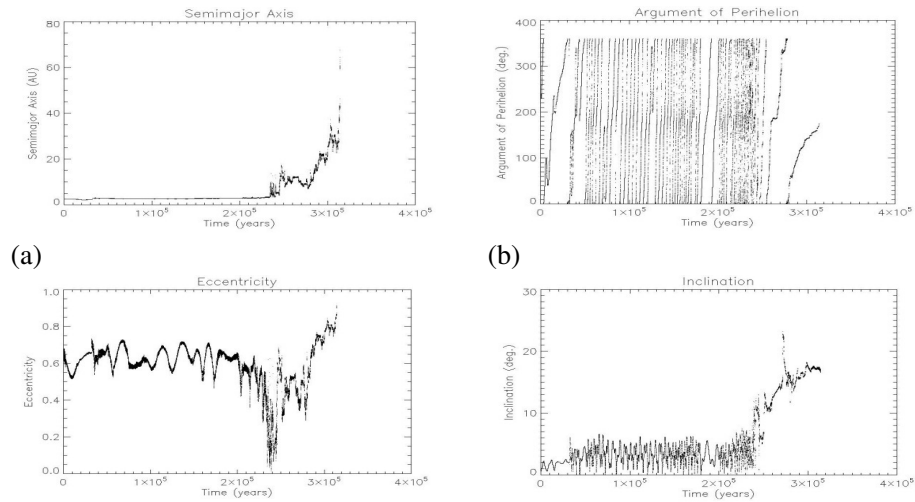 Semimajor Axis
Semimajor Axis (AU)
80
60
40
20
0
0 1×10⁵ 2×10⁵ 3×10⁵ 4×10⁵
Time (years)
(a)
Argument of Perihelion
Argument of Perihelion (deg.)
400
300
200
100
0
0 1×10⁵ 2×10⁵ 3×10⁵ 4×10⁵
Time (years)
(b)
Eccentricity
Eccentricity
1.0
0.8
0.6
0.4
0.2
0.0
0 1×10⁵ 2×10⁵ 3×10⁵ 4×10⁵
Time (years)
Inclination
Inclination (deg.)
30
20
10
0
0 1×10⁵ 2×10⁵ 3×10⁵ 4×10⁵
Time (years)